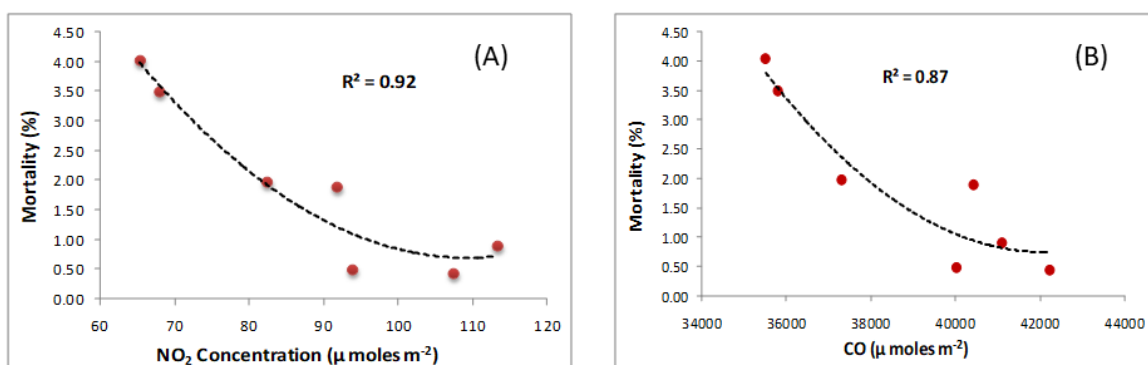 (A)
R² = 0.92
Mortality (%)
4.50
4.00
3.50
3.00
2.50
2.00
1.50
1.00
0.50
0.00
60 70 80 90 100 110 120
NO₂ Concentration (µ moles m⁻²)
(B)
R² = 0.87
Mortality (%)
4.50
4.00
3.50
3.00
2.50
2.00
1.50
1.00
0.50
0.00
34000 36000 38000 40000 42000 44000
CO (µ moles m⁻²)